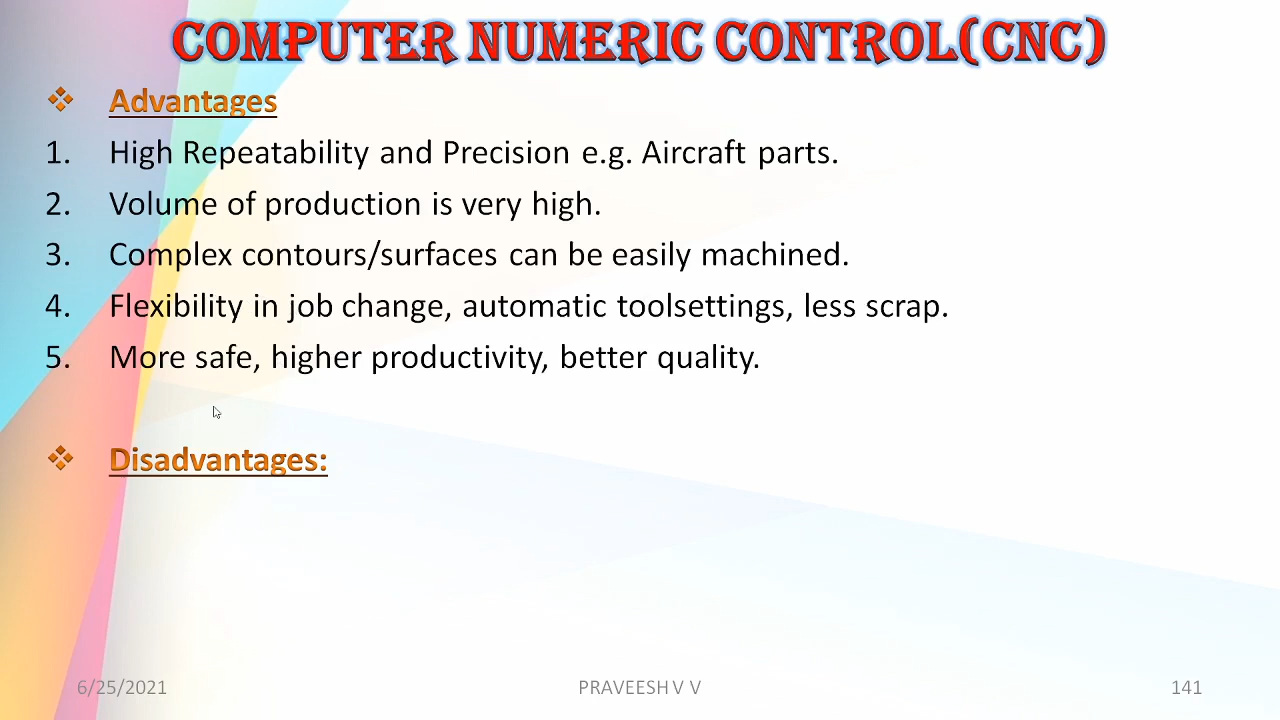 COMPUTER NUMERIC CONTROL(CNC)
❖ Advantages
1. High Repeatability and Precision e.g. Aircraft parts.
2. Volume of production is very high.
3. Complex contours/surfaces can be easily machined.
4. Flexibility in job change, automatic toolsettings, less scrap.
5. More safe, higher productivity, better quality.
❖ Disadvantages:
6/25/2021 PRAVEESH V V 141